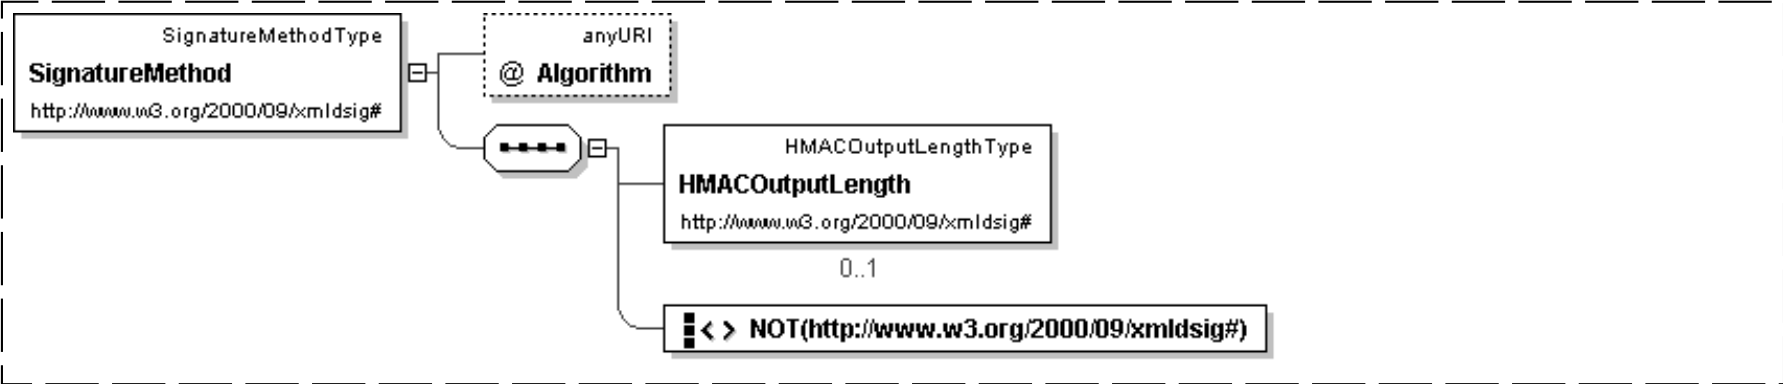 SignatureMethodType
SignatureMethod
http://www.w3.org/2000/09/xmldsig#
anyURI
@ Algorithm
HMACOutputLengthType
HMACOutputLength
http://www.w3.org/2000/09/xmldsig#
0..1
< > NOT(http://www.w3.org/2000/09/xmldsig#)